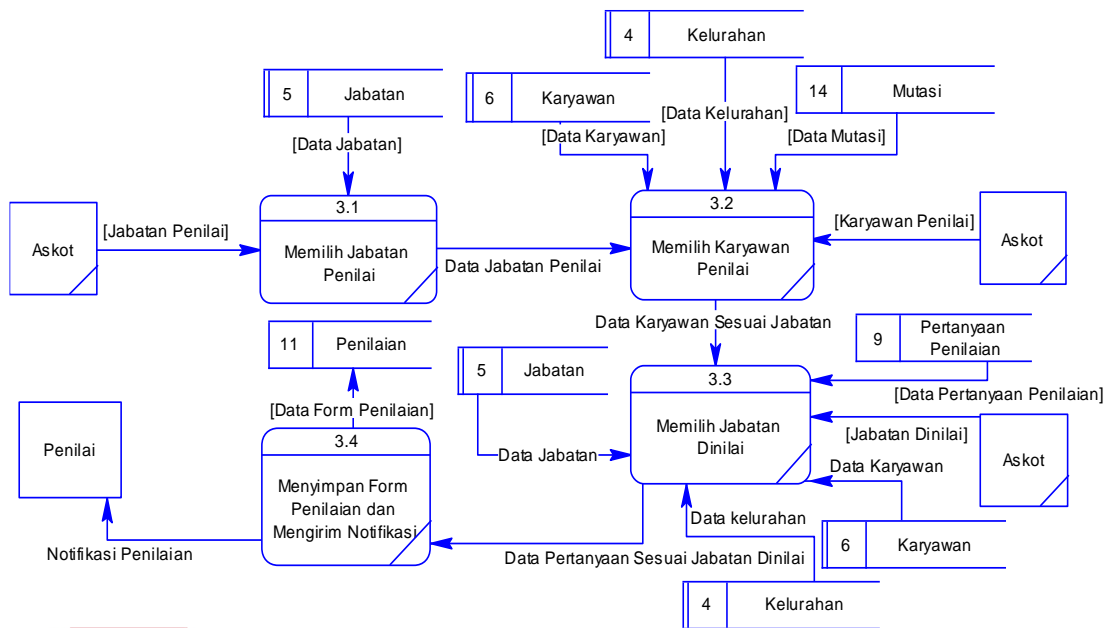 4
Kelurahan
5
Jabatan
6
Karyawan
14
Mutasi
[Data Kelurahan]
[Data Jabatan]
[Data Karyawan]
[Data Mutasi]
3.1
3.2
Askot
[Jabatan Penilai]
Memilih Jabatan
Penilai
Data Jabatan Penilai
Memilih Karyawan
Penilai
[Karyawan Penilai]
Askot
Data Karyawan Sesuai Jabatan
11
Penilaian
5
Jabatan
9
Pertanyaan
Penilaian
3.3
[Data Pertanyaan Penilaian]
[Data Form Penilaian]
3.4
Memilih Jabatan
Dinilai
[Jabatan Dinilai]
Penilai
Data Jabatan
Askot
Data Karyawan
Menyimpan Form
Penilaian dan
Mengirim Notifikasi
Data kelurahan
Notifikasi Penilaian
Data Pertanyaan Sesuai Jabatan Dinilai
6
Karyawan
4
Kelurahan